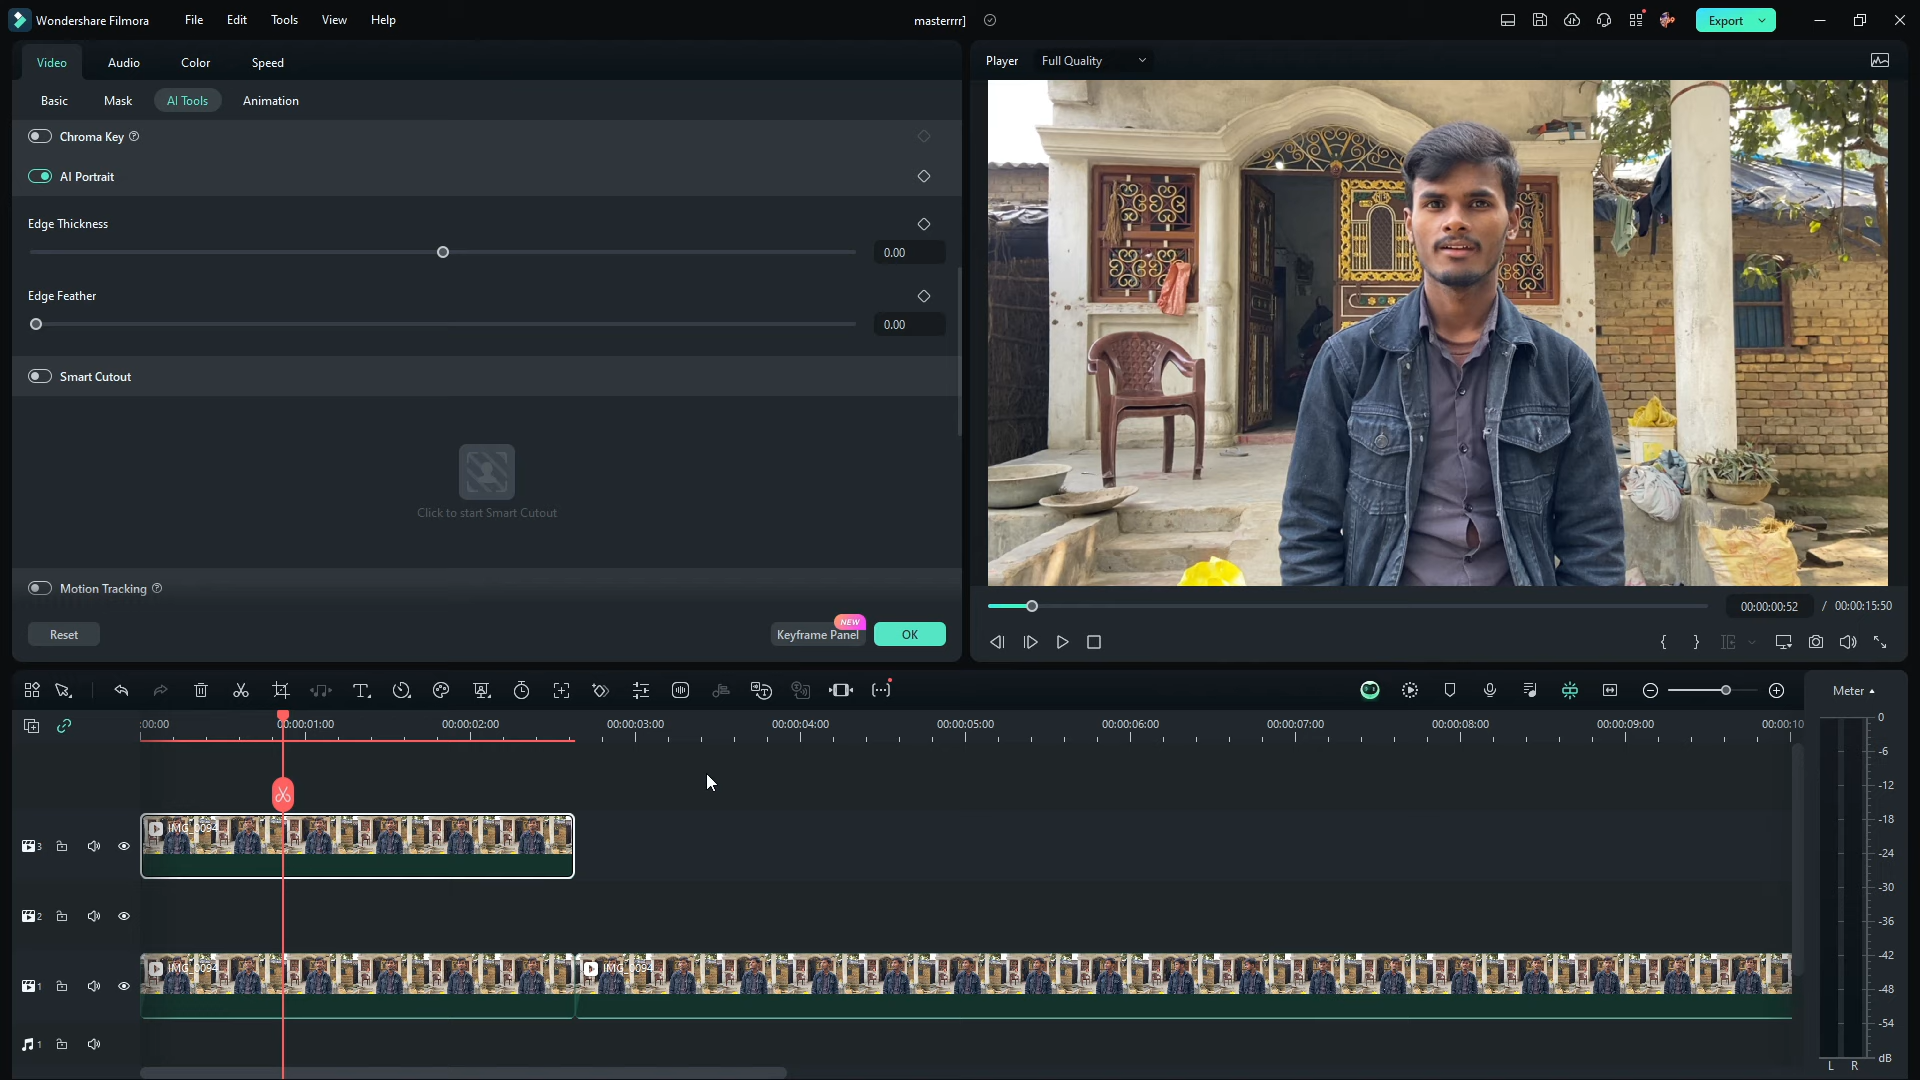 Wondershare Filmora File Edit Tools View Help masterrrr] Export
Video Audio Color Speed
Player Full Quality
Basic Mask AI Tools Animation
Chroma Key
AI Portrait
Edge Thickness
0.00
Edge Feather
0.00
Smart Cutout
Click to start Smart Cutout
Motion Tracking
Reset Keyframe Panel NEW OK
00:00:00:52 / 00:00:15:50
Meter
:00:00 00:00:01:00 00:00:02:00 00:00:03:00 00:00:04:00 00:00:05:00 00:00:06:00 00:00:07:00 00:00:08:00 00:00:09:00 00:00:10
0
-6
-12
-18
-24
-30
-36
-42
-48
-54
dB
L R
IMG_0094
3
2
IMG_0094 IMG_0094
1
1